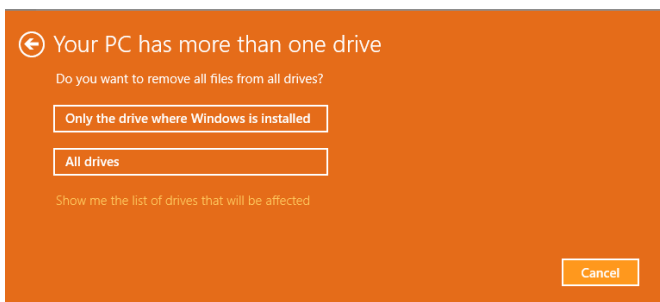 Your PC has more than one drive
Do you want to remove all files from all drives?
Only the drive where Windows is installed
All drives
Show me the list of drives that will be affected
Cancel